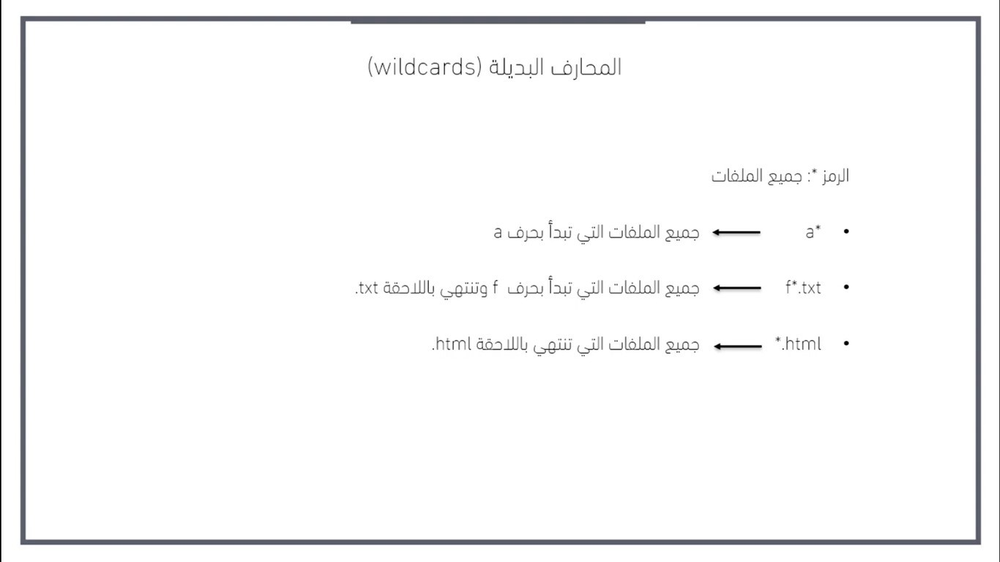 المحارف البديلة (wildcards)
الرمز *: جميع الملفات
• a* ← جميع الملفات التي تبدأ بحرف a
• f*.txt ← جميع الملفات التي تبدأ بحرف f وتنتهي باللاحقة txt.
• *.html ← جميع الملفات التي تنتهي باللاحقة html.